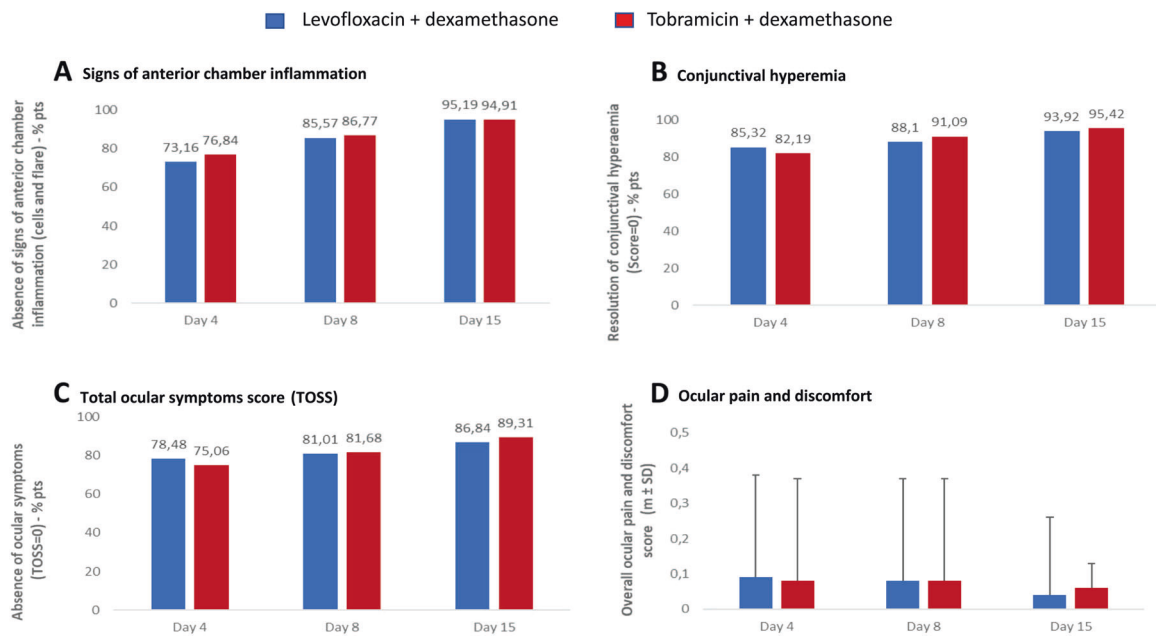 Levofloxacin + dexamethasone
Tobramicin + dexamethasone
A Signs of anterior chamber inflammation
Absence of signs of anterior chamber
inflammation (cells and flare) - % pts
100
80
60
40
20
0
73,16
76,84
85,57
86,77
95,19
94,91
Day 4
Day 8
Day 15
B Conjunctival hyperemia
Resolution of conjunctival hyperaemia
(Score=0) - % pts
100
80
60
40
20
0
85,32
82,19
88,1
91,09
93,92
95,42
Day 4
Day 8
Day 15
C Total ocular symptoms score (TOSS)
Absence of ocular symptoms
(TOSS=0) - % pts
100
80
60
40
20
0
78,48
75,06
81,01
81,68
86,84
89,31
Day 4
Day 8
Day 15
D Ocular pain and discomfort
Overall ocular pain and discomfort
score (m ± SD)
0,5
0,4
0,3
0,2
0,1
0
Day 4
Day 8
Day 15